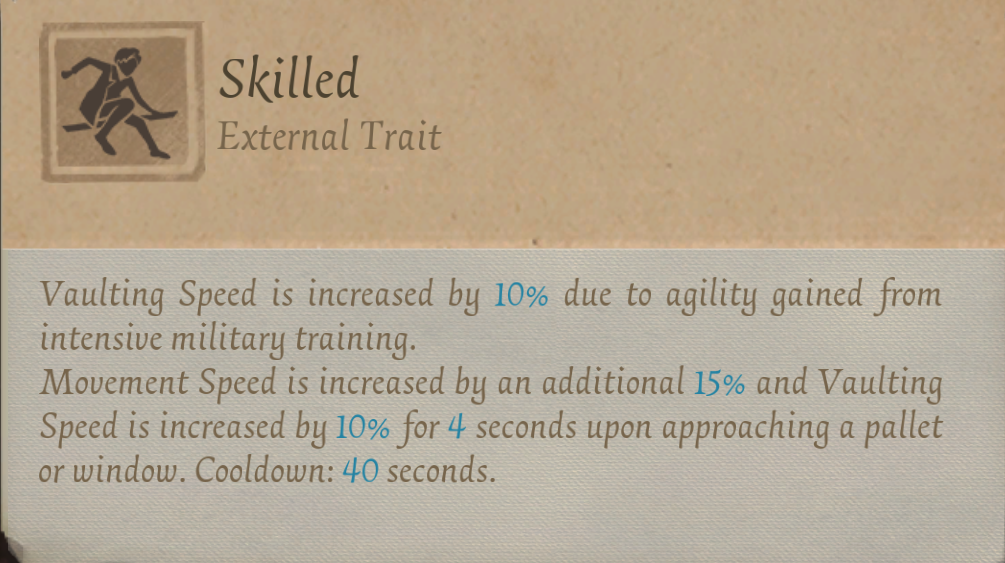 Skilled
External Trait
Vaulting Speed is increased by 10% due to agility gained from
intensive military training.
Movement Speed is increased by an additional 15% and Vaulting
Speed is increased by 10% for 4 seconds upon approaching a pallet
or window. Cooldown: 40 seconds.